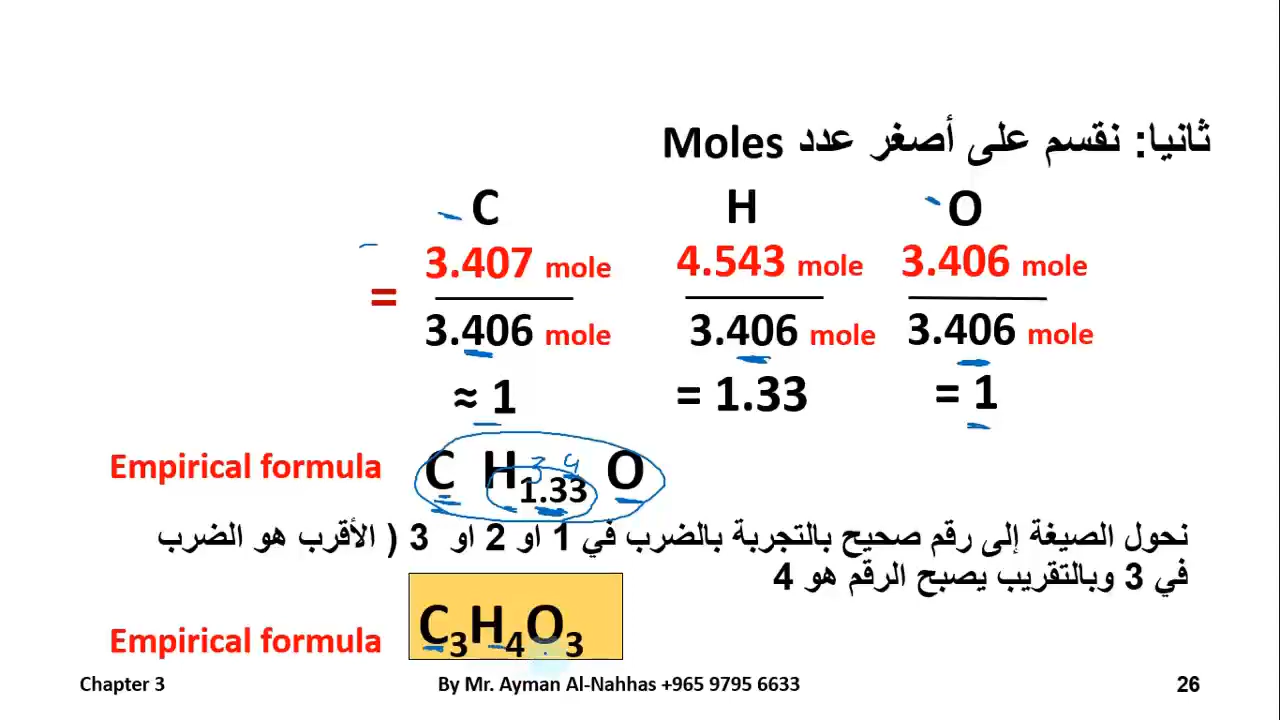 ثانيا: نقسم على أصغر عدد Moles
C H O
3.407 mole 4.543 mole 3.406 mole
=
3.406 mole 3.406 mole 3.406 mole
≈ 1 = 1.33 = 1
3 4
Empirical formula C H1.33 O
نحول الصيغة إلى رقم صحيح بالتجربة بالضرب في 1 او 2 او 3 ( الأقرب هو الضرب
في 3 وبالتقريب يصبح الرقم هو 4
Empirical formula C3H4O3
Chapter 3 By Mr. Ayman Al-Nahhas +965 9795 6633 26